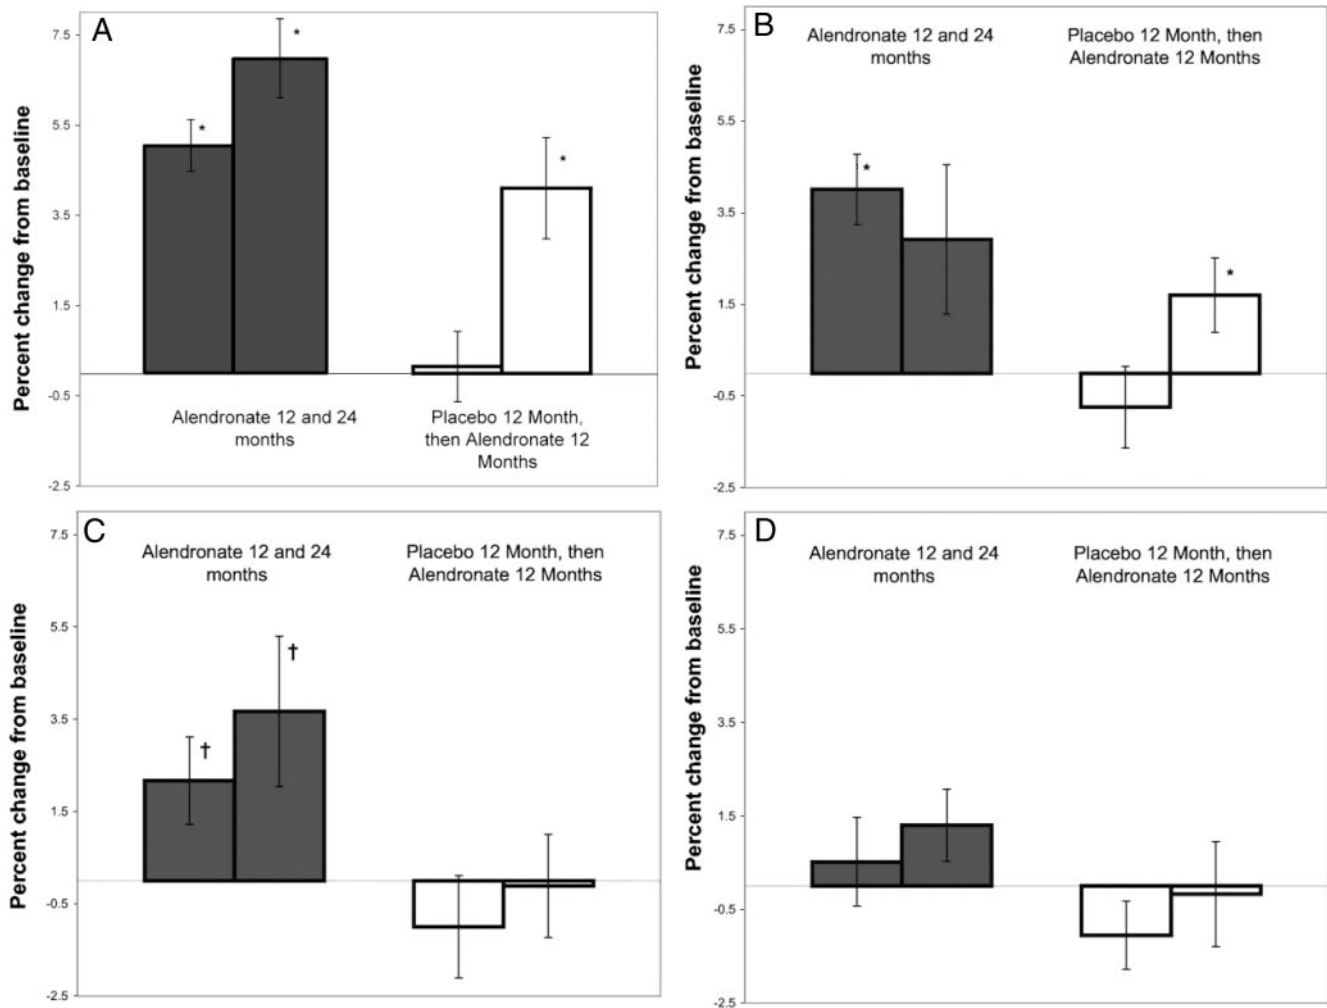 A
Percent change from baseline
7.5
5.5
3.5
1.5
-0.5
-2.5
*
*
*
Alendronate 12 and 24
months
Placebo 12 Month,
then Alendronate 12
Months
B
Percent change from baseline
7.5
5.5
3.5
1.5
-0.5
-2.5
Alendronate 12 and 24
months
Placebo 12 Month, then
Alendronate 12 Months
*
*
C
Percent change from baseline
7.5
5.5
3.5
1.5
-0.5
-2.5
Alendronate 12 and 24
months
Placebo 12 Month, then
Alendronate 12 Months
†
†
D
Percent change from baseline
7.5
5.5
3.5
1.5
-0.5
-2.5
Alendronate 12 and 24
months
Placebo 12 Month, then
Alendronate 12 Months